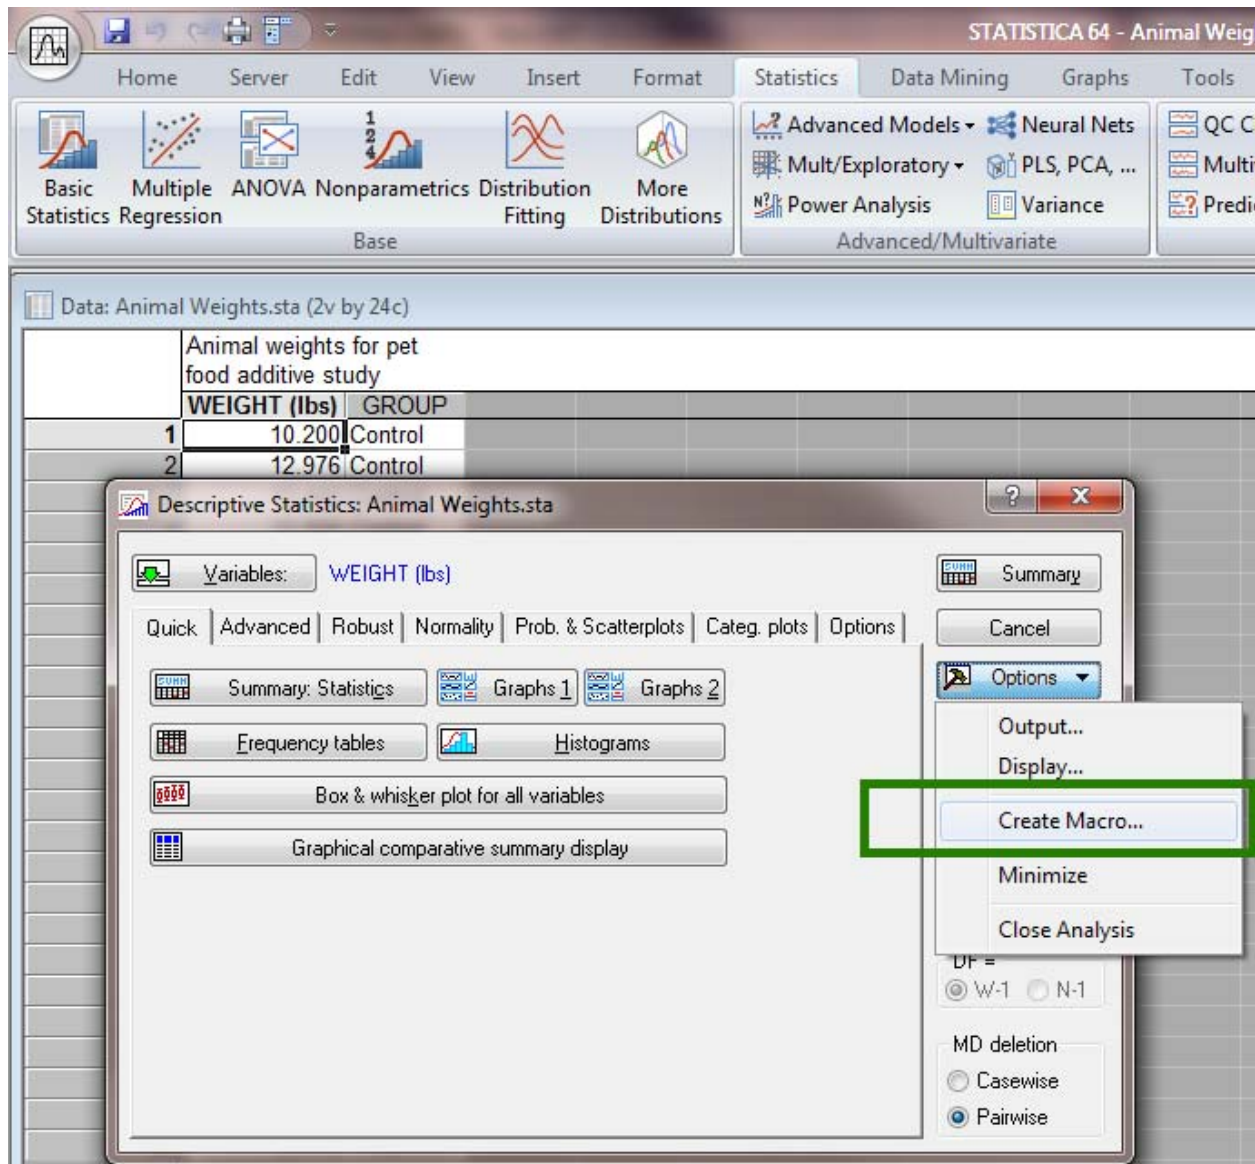 STATISTICA 64 - Animal Weig
Home Server Edit View Insert Format Statistics Data Mining Graphs Tools
Basic Statistics
Multiple Regression
ANOVA
Nonparametrics
Distribution Fitting
More Distributions
Base
Advanced Models
Neural Nets
Mult/Exploratory
PLS, PCA, ...
Power Analysis
Variance
Advanced/Multivariate
QC C
Multi
Predi
Data: Animal Weights.sta (2v by 24c)
Animal weights for pet
food additive study
WEIGHT (lbs) GROUP
1 10.200 Control
2 12.976 Control
Descriptive Statistics: Animal Weights.sta
Variables: WEIGHT (lbs)
Summary
Quick Advanced Robust Normality Prob. & Scatterplots Categ. plots Options
Cancel
Summary: Statistics Graphs 1 Graphs 2
Options
Frequency tables Histograms
Box & whisker plot for all variables
Graphical comparative summary display
Output...
Display...
Create Macro...
Minimize
Close Analysis
DF =
W-1 N-1
MD deletion
Casewise
Pairwise